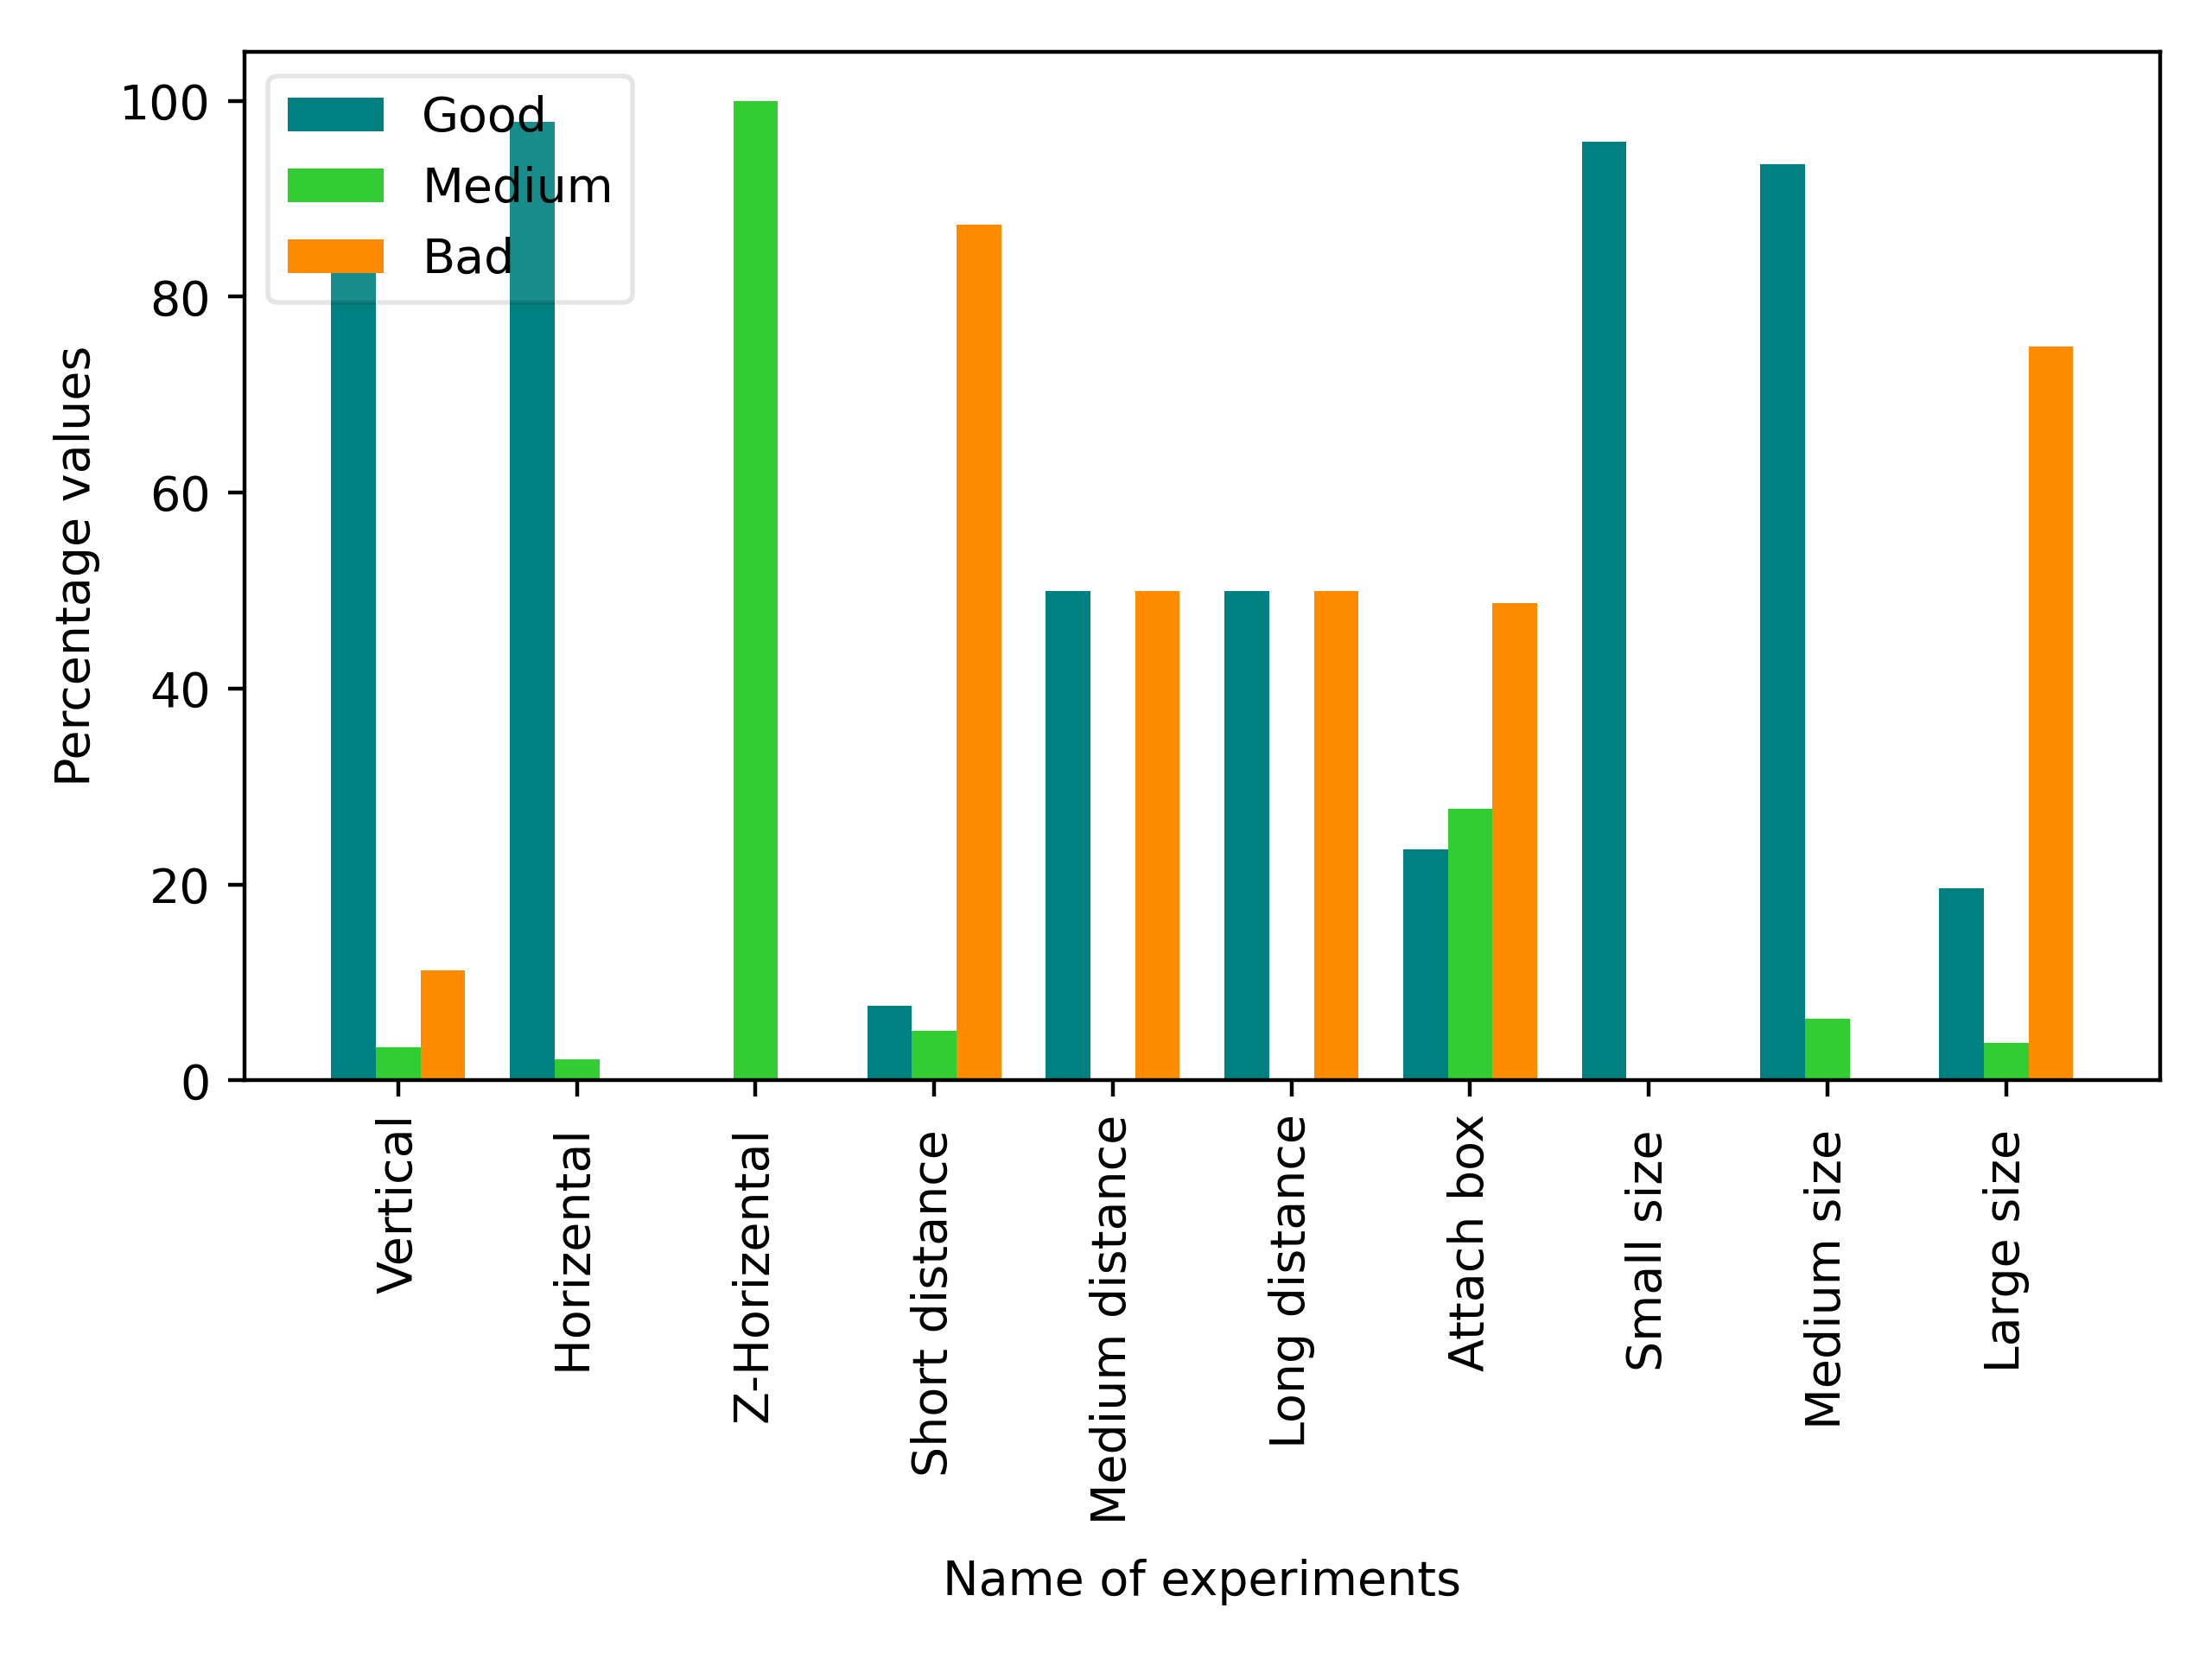 100
80
60
40
20
0
Percentage values
Good
Medium
Bad
Vertical
Horizental
Z-Horizental
Short distance
Medium distance
Long distance
Attach box
Small size
Medium size
Large size
Name of experiments